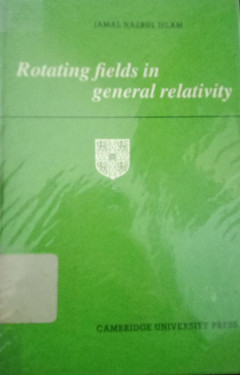 JAMAL NAZRUL ISLAM
Rotating fields in
general relativity
CAMBRIDGE UNIVERSITY PRESS